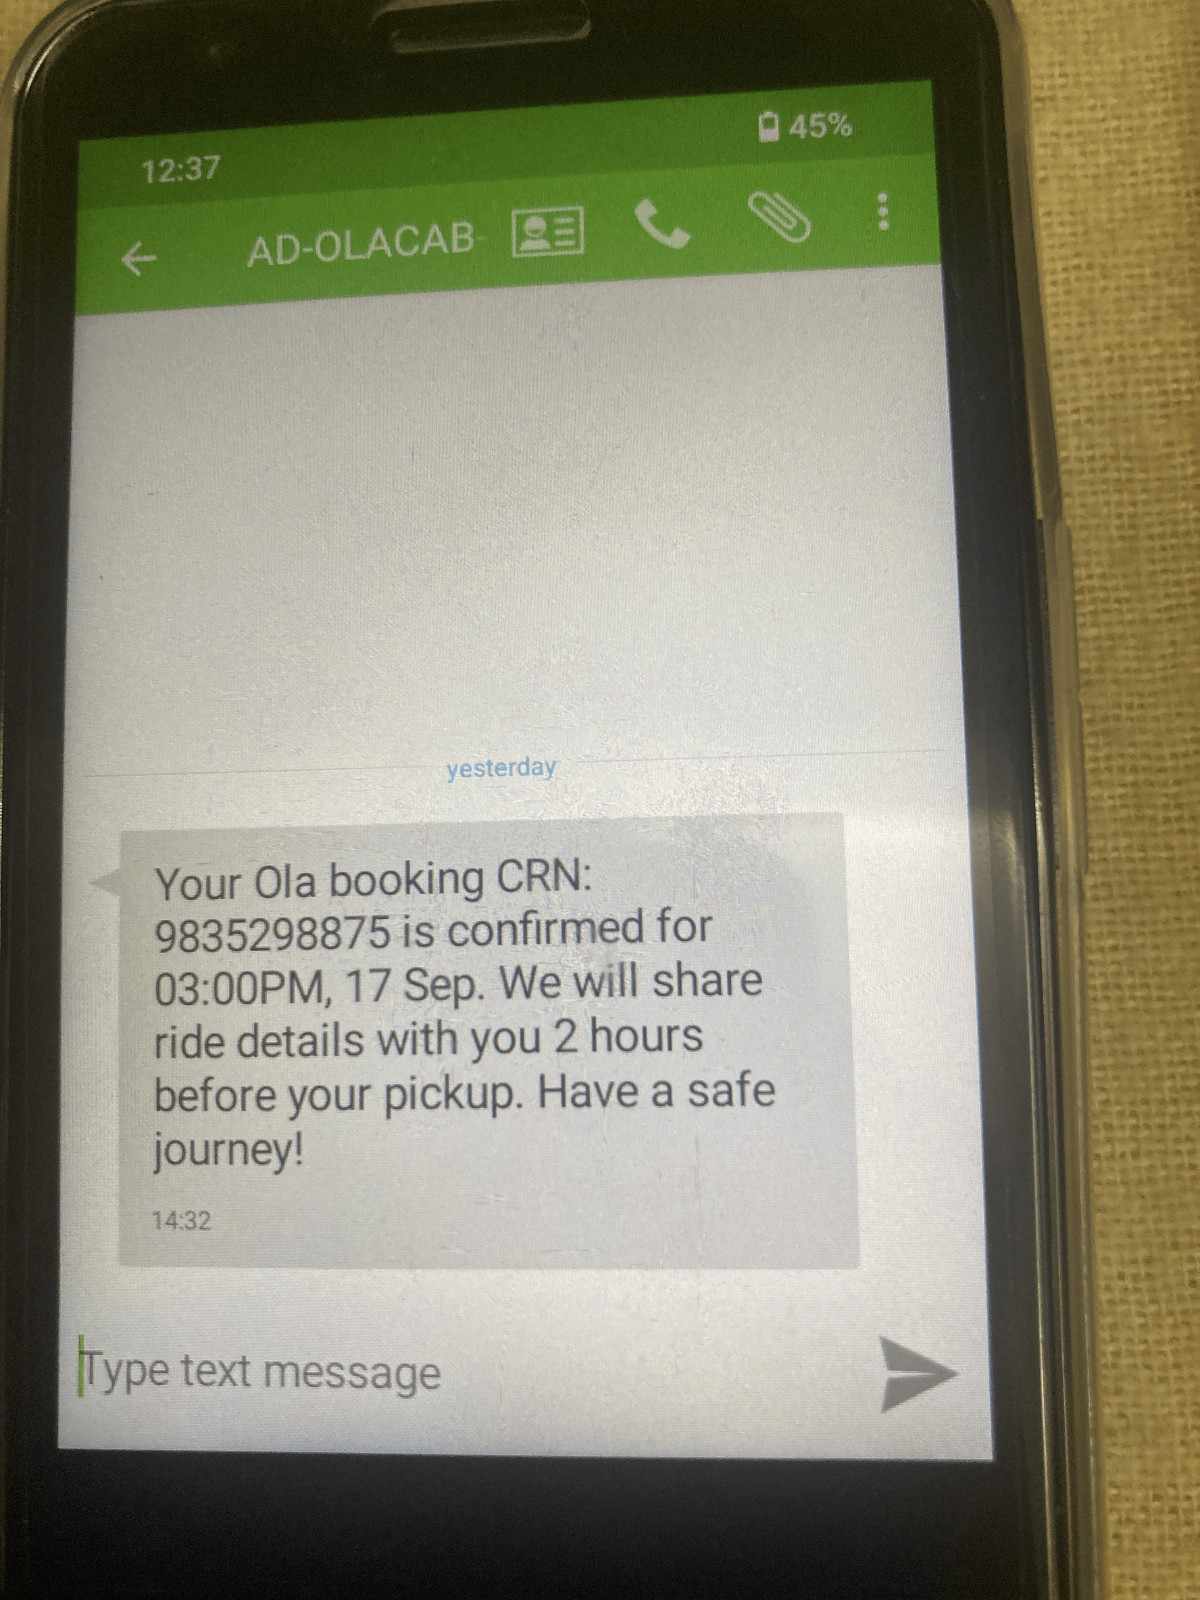 12:37
45%
AD-OLACAB-
yesterday
Your Ola booking CRN:
9835298875 is confirmed for
03:00PM, 17 Sep. We will share
ride details with you 2 hours
before your pickup. Have a safe
journey!
14:32
Type text message